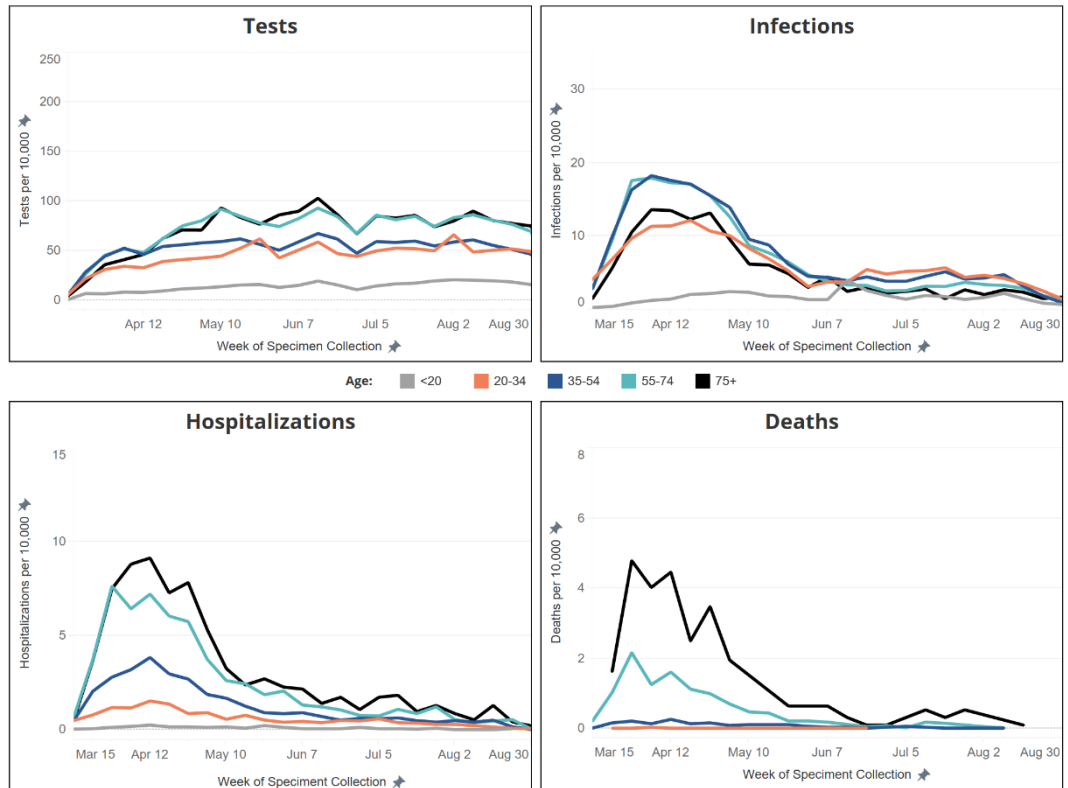 Tests
250
200
150
100
50
0
Tests per 10,000
Apr 12 May 10 Jun 7 Jul 5 Aug 2 Aug 30
Week of Specimen Collection
Infections
30
20
10
0
Infections per 10,000
Mar 15 Apr 12 May 10 Jun 7 Jul 5 Aug 2 Aug 30
Week of Speciment Collection
Age: <20 20-34 35-54 55-74 75+
Hospitalizations
15
10
5
0
Hospitalizations per 10,000
Mar 15 Apr 12 May 10 Jun 7 Jul 5 Aug 2 Aug 30
Week of Speciment Collection
Deaths
8
6
4
2
0
Deaths per 10,000
Mar 15 Apr 12 May 10 Jun 7 Jul 5 Aug 2 Aug 30
Week of Speciment Collection